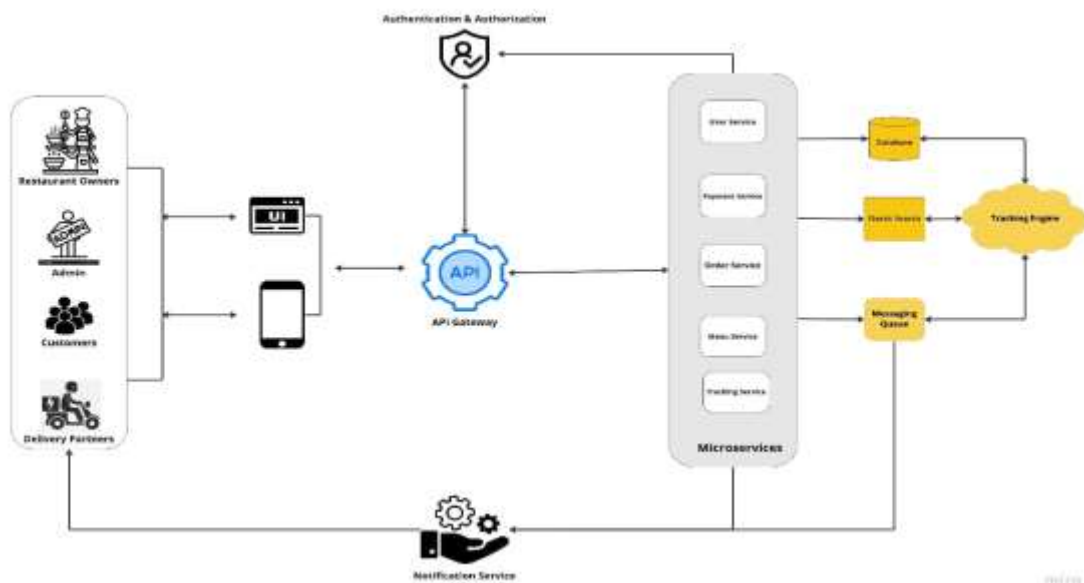 Authentication & Authorization
Restaurant Owners
ADMIN
Admin
Customers
Delivery Partners
UI
API
API Gateway
User Service
Payment Service
Order Service
Menu Service
Tracking Service
Microservices
Database
Elastic Search
Messaging
Queue
Tracking Engine
Notification Service